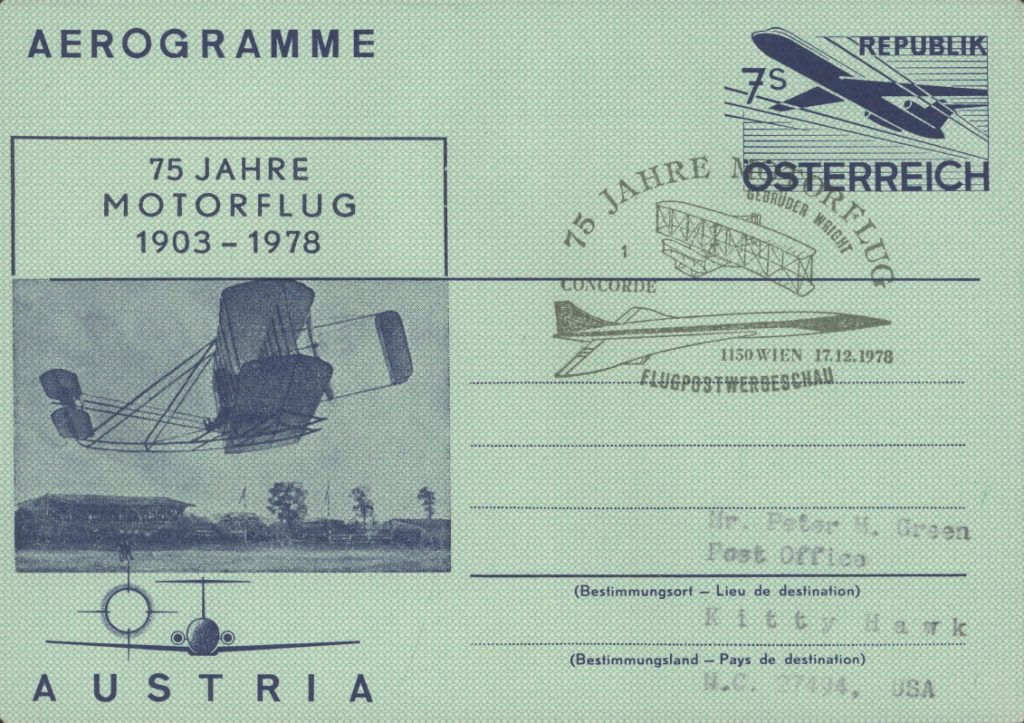 AEROGRAMME
REPUBLIK
7S
ÖSTERREICH
75 JAHRE
MOTORFLUG
1903 – 1978
75 JAHRE MOTORFLUG
GEBRÜDER WRIGHT
1
CONCORDE
1150 WIEN 17.12.1978
FLUGPOSTWERBESCHAU
Mr. Peter H. Green
Post Office
(Bestimmungsort – Lieu de destination)
Kitty Hawk
(Bestimmungsland – Pays de destination)
N.C. USA
AUSTRIA